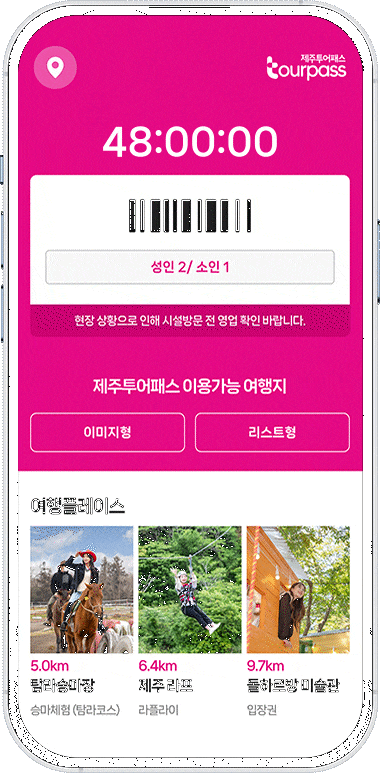 제주투어패스
tourpass
48:00:00
성인 2/ 소인 1
현장 상황으로 인해 시설방문 전 영업 확인 바랍니다.
제주투어패스 이용가능 여행지
이미지형
리스트형
여행플레이스
5.0km
6.4km
9.7km
탐라승마장
제주 라프
돌하르방 미술관
승마체험 (탐라코스)
라플라이
입장권